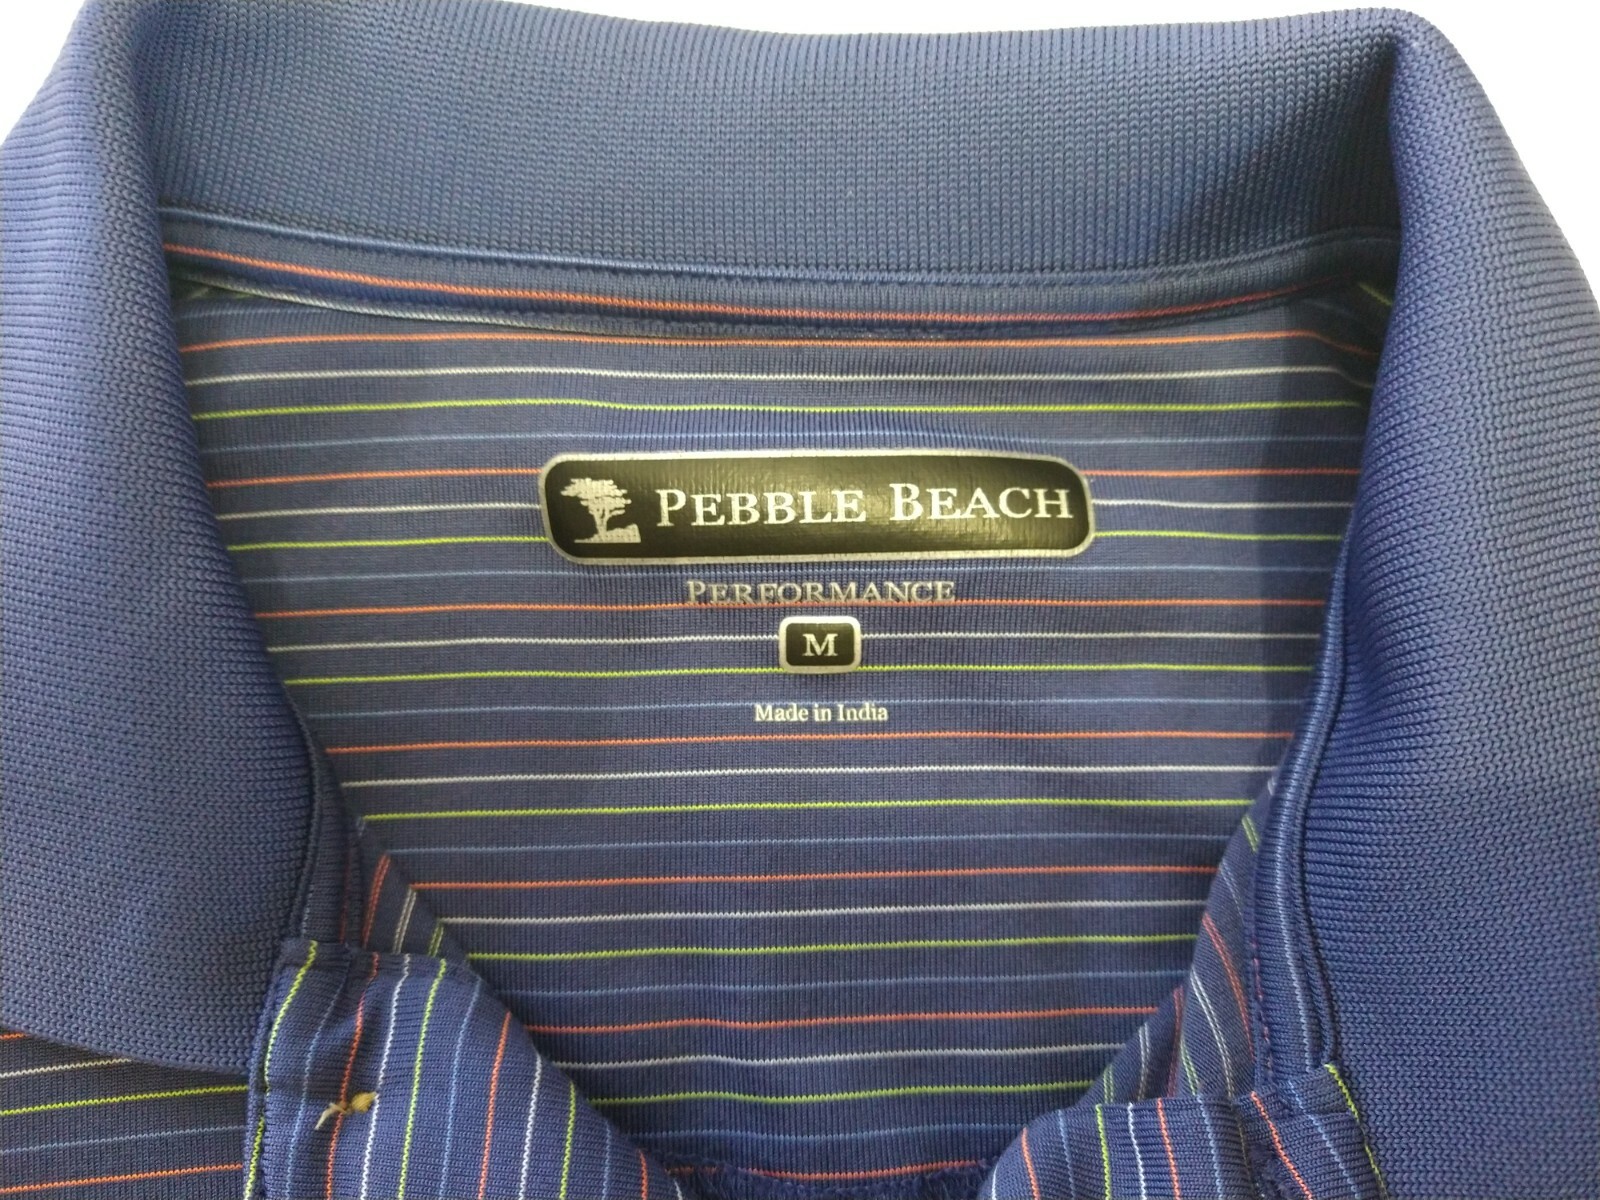 PEBBLE BEACH
PERFORMANCE
M
Made in India